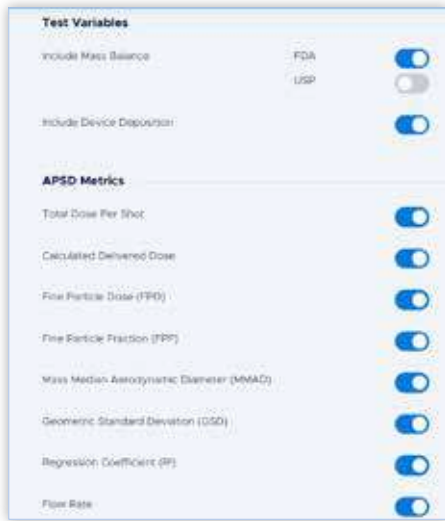 Test Variables
Include Mass Balance FDA
USP
Include Device Deposition
APSD Metrics
Total Dose Per Shot
Calculated Delivered Dose
Fine Particle Dose (FPD)
Fine Particle Fraction (FPF)
Mass Median Aerodynamic Diameter (MMAD)
Geometric Standard Deviation (GSD)
Regression Coefficient
Flow Rate